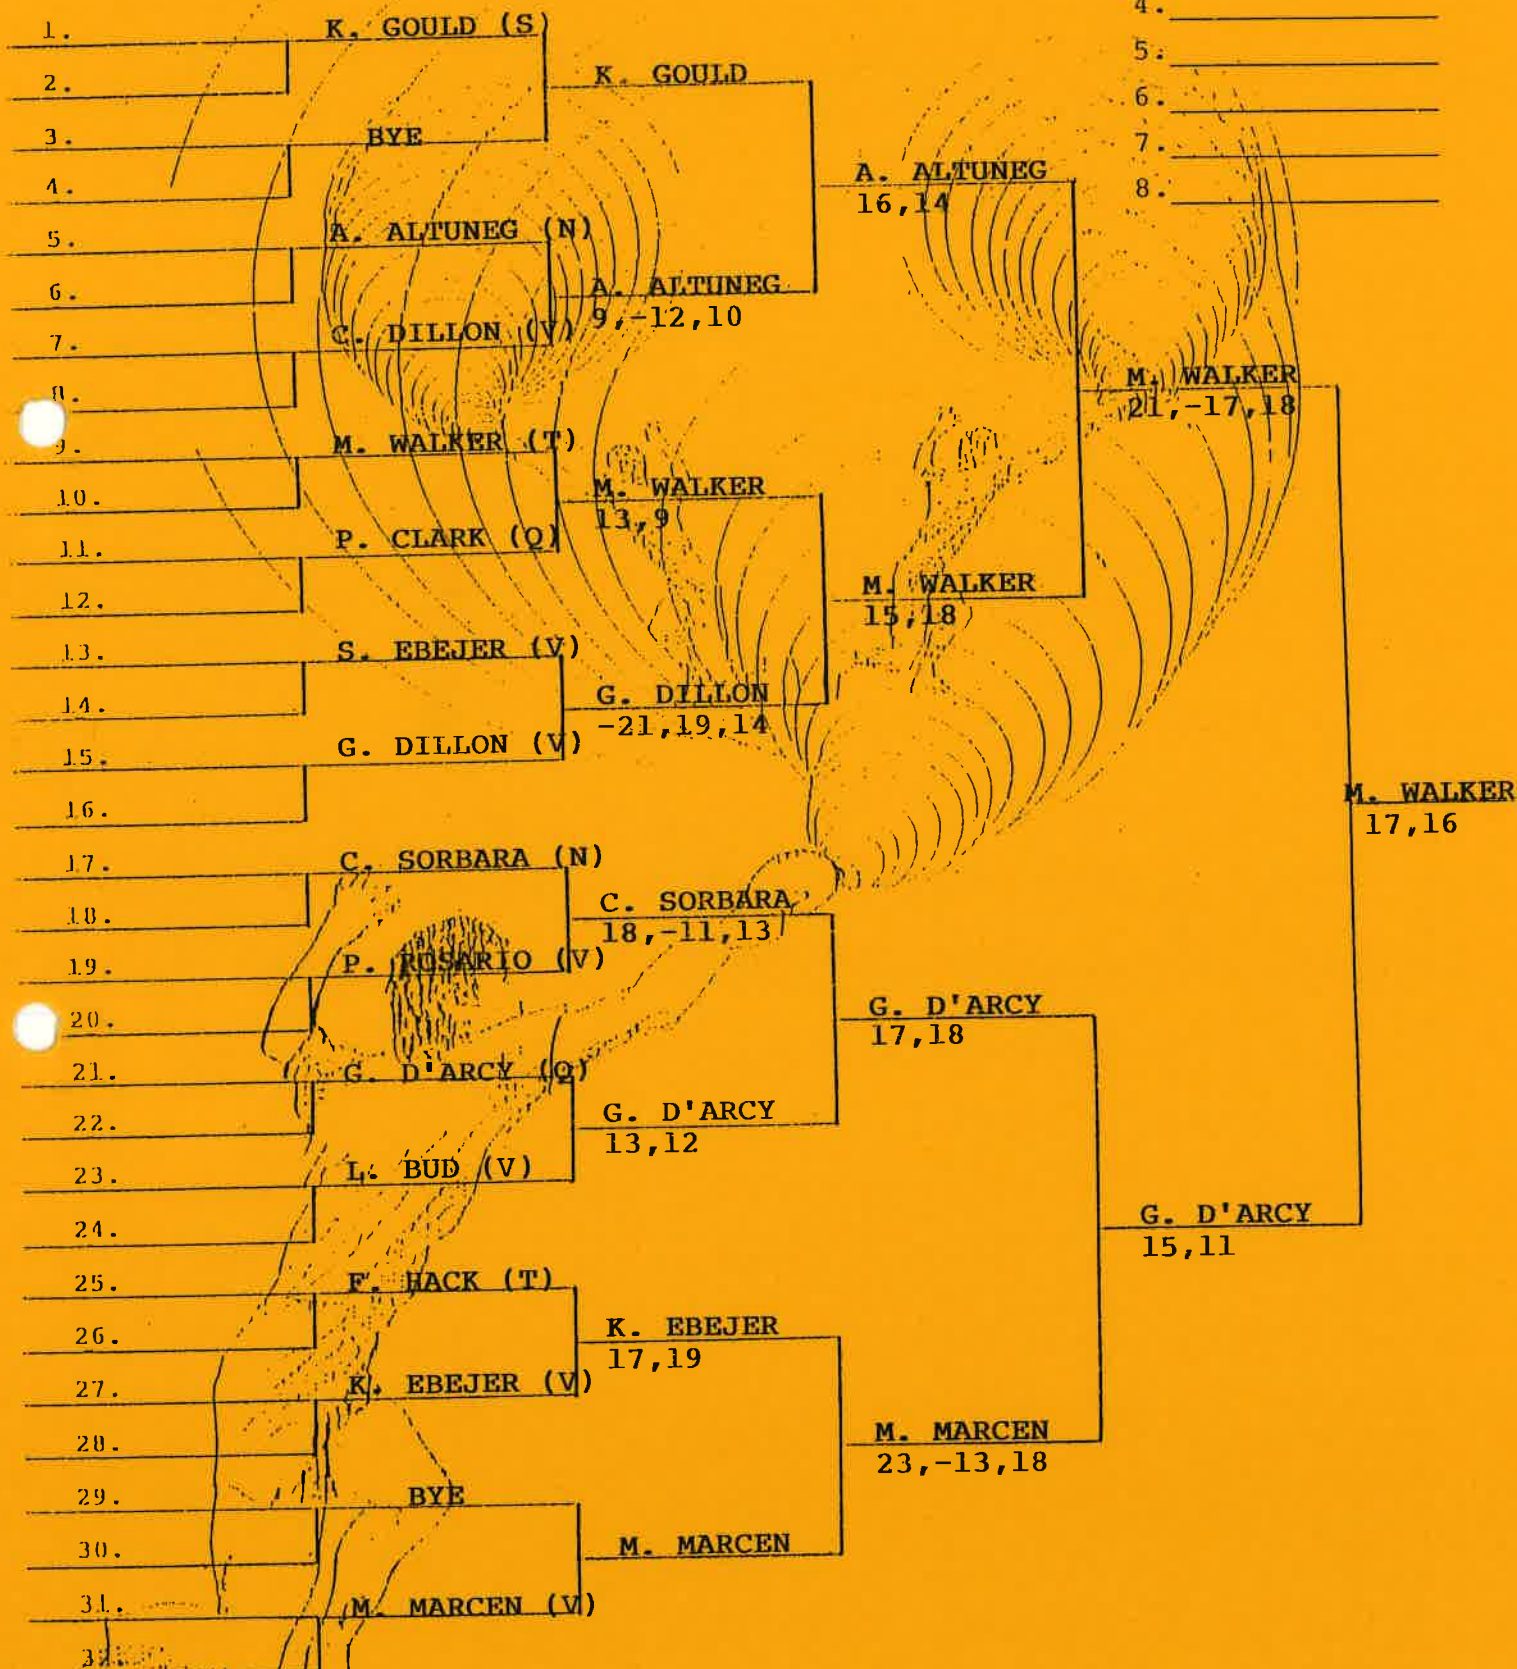 1.
K. GOULD (S)
2.
3.
BYE
4.
5.
A. ALTUNEG (N)
6.
7.
C. DILLON (V)
8.
9.
M. WALKER (T)
10.
11.
P. CLARK (Q)
12.
13.
S. EBEJER (V)
14.
15.
G. DILLON (V)
16.
17.
C. SORBARA (N)
18.
19.
P. ROSARIO (V)
20.
21.
G. D'ARCY (Q)
22.
23.
L. BUD (V)
24.
25.
F. HACK (T)
26.
27.
K. EBEJER (V)
28.
29.
BYE
30.
31.
M. MARCEN (V)
32.
K. GOULD
A. ALTUNEG
9,-12,10
M. WALKER
13,9
G. DILLON
-21,19,14
C. SORBARA
18,-11,13
G. D'ARCY
13,12
K. EBEJER
17,19
M. MARCEN
A. ALTUNEG
16,14
M. WALKER
15,18
G. D'ARCY
17,18
M. MARCEN
23,-13,18
M. WALKER
21,-17,18
G. D'ARCY
15,11
M. WALKER
17,16
4.
5.
6.
7.
8.